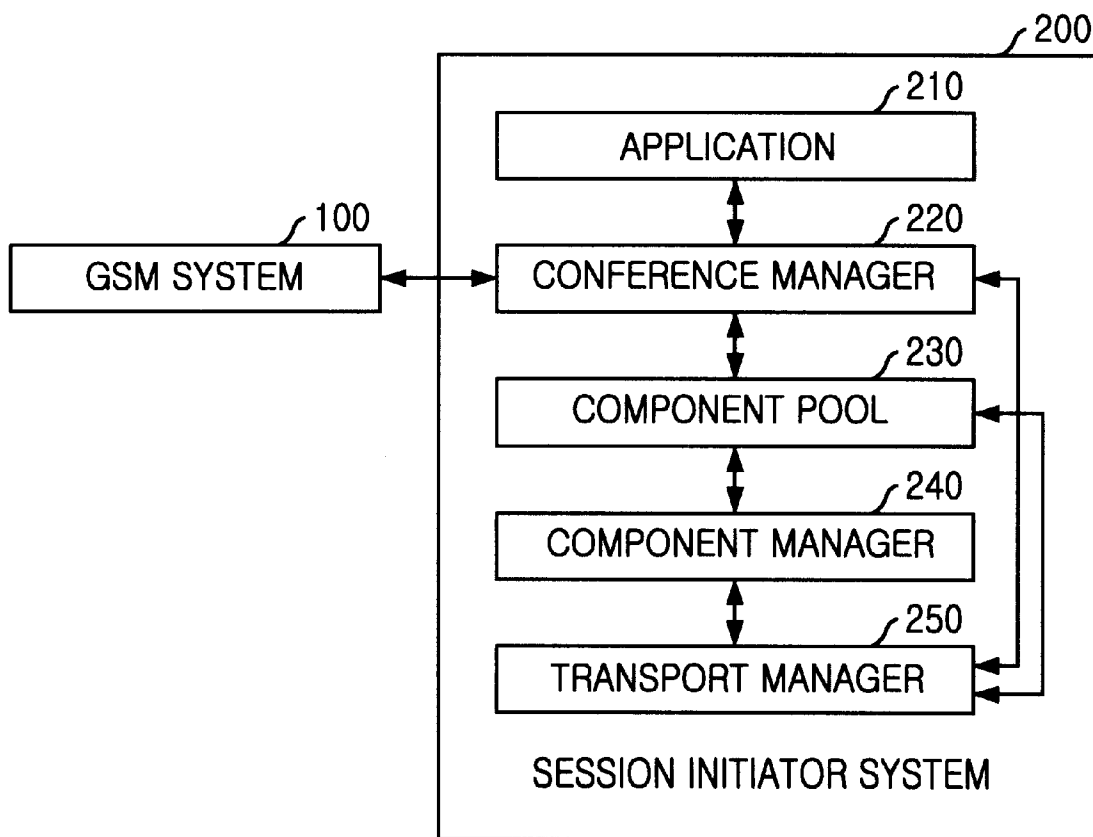 200
210
APPLICATION
100
220
GSM SYSTEM
CONFERENCE MANAGER
230
COMPONENT POOL
240
COMPONENT MANAGER
250
TRANSPORT MANAGER
SESSION INITIATOR SYSTEM